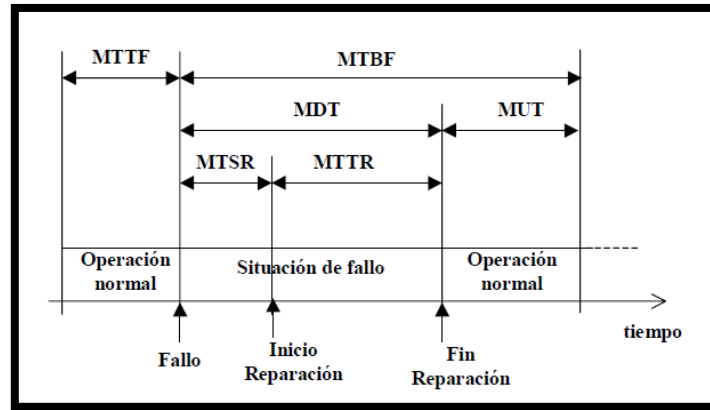 MTTF
MTBF
MDT
MUT
MTSR
MTTR
Operación
normal
Situación de fallo
Operación
normal
tiempo
Fallo
Inicio
Reparación
Fin
Reparación